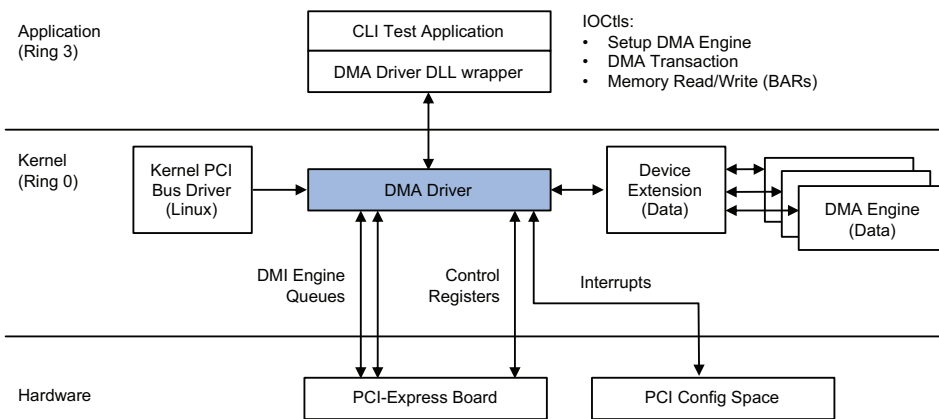 Application
(Ring 3)
CLI Test Application
DMA Driver DLL wrapper
IOCtls:
• Setup DMA Engine
• DMA Transaction
• Memory Read/Write (BARs)
Kernel
(Ring 0)
Kernel PCI
Bus Driver
(Linux)
DMA Driver
Device
Extension
(Data)
DMA Engine
(Data)
DMI Engine
Queues
Control
Registers
Interrupts
Hardware
PCI-Express Board
PCI Config Space